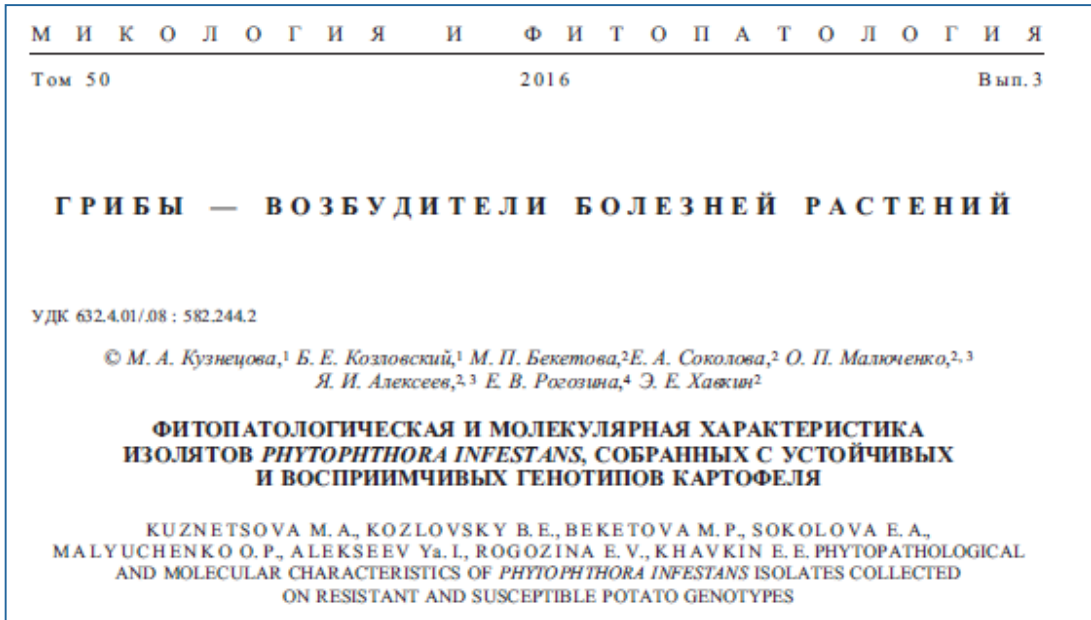 МИКОЛОГИЯ И ФИТОПАТОЛОГИЯ
Том 50 2016 Вып. 3
ГРИБЫ — ВОЗБУДИТЕЛИ БОЛЕЗНЕЙ РАСТЕНИЙ
УДК 632.4.01/.08 : 582.244.2
© М. А. Кузнецова,¹ Б. Е. Козловский,¹ М. П. Бекетова,²Е. А. Соколова,² О. П. Малюченко,²,³
Я. И. Алексеев,²,³ Е. В. Рогозина,⁴ Э. Е. Хавкин²
ФИТОПАТОЛОГИЧЕСКАЯ И МОЛЕКУЛЯРНАЯ ХАРАКТЕРИСТИКА
ИЗОЛЯТОВ PHYTOPHTHORA INFESTANS, СОБРАННЫХ С УСТОЙЧИВЫХ
И ВОСПРИИМЧИВЫХ ГЕНОТИПОВ КАРТОФЕЛЯ
KUZNETSOVA M. A., KOZLOVSKY B. E., BEKETOVA M. P., SOKOLOVA E. A.,
MALYUCHENKO O. P., ALEKSEEV Ya. I., ROGOZINA E. V., KHAVKIN E. E. PHYTOPATHOLOGICAL
AND MOLECULAR CHARACTERISTICS OF PHYTOPHTHORA INFESTANS ISOLATES COLLECTED
ON RESISTANT AND SUSCEPTIBLE POTATO GENOTYPES